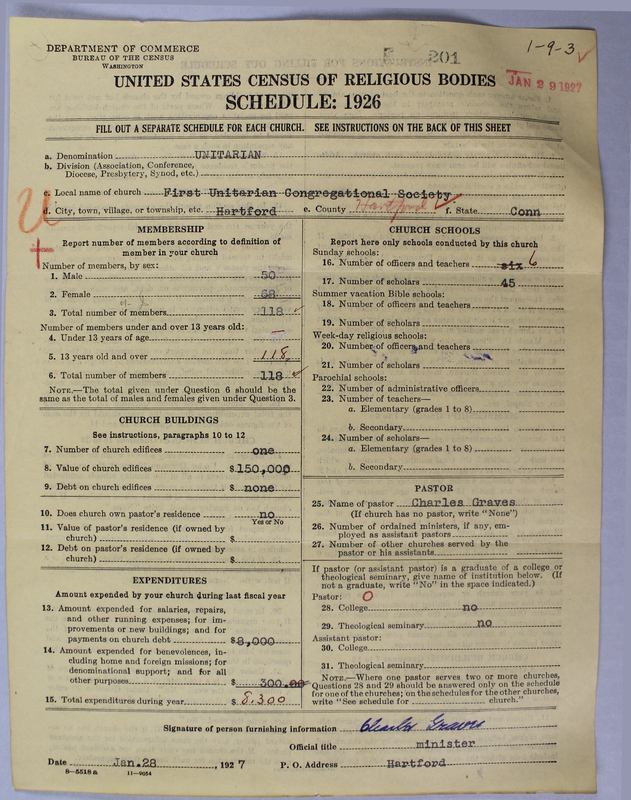 1-9-3
DEPARTMENT OF COMMERCE
BUREAU OF THE CENSUS
WASHINGTON
201
JAN 29 1927
UNITED STATES CENSUS OF RELIGIOUS BODIES
SCHEDULE: 1926
FILL OUT A SEPARATE SCHEDULE FOR EACH CHURCH. SEE INSTRUCTIONS ON THE BACK OF THIS SHEET
a. Denomination UNITARIAN
b. Division (Association, Conference,
Diocese, Presbytery, Synod, etc.)
c. Local name of church First Unitarian Congregational Society
d. City, town, village, or township, etc. Hartford e. County Hartford f. State Conn
MEMBERSHIP
Report number of members according to definition of
member in your church
Number of members, by sex:
1. Male 50
2. Female 68
3. Total number of members 118
Number of members under and over 13 years old:
4. Under 13 years of age —
5. 13 years old and over 118
6. Total number of members 118
NOTE.—The total given under Question 6 should be the
same as the total of males and females given under Question 3.
CHURCH BUILDINGS
See instructions, paragraphs 10 to 12
7. Number of church edifices one
8. Value of church edifices $150,000
9. Debt on church edifices $ none
10. Does church own pastor's residence no
Yes or No
11. Value of pastor's residence (if owned by
church) $
12. Debt on pastor's residence (if owned by
church) $
EXPENDITURES
Amount expended by your church during last fiscal year
13. Amount expended for salaries, repairs,
and other running expenses; for im-
provements or new buildings; and for
payments on church debt $8,000
14. Amount expended for benevolences, in-
cluding home and foreign missions; for
denominational support; and for all
other purposes $ 300.00
15. Total expenditures during year $ 8,300
CHURCH SCHOOLS
Report here only schools conducted by this church
Sunday schools:
16. Number of officers and teachers six 6
17. Number of scholars 45
Summer vacation Bible schools:
18. Number of officers and teachers
19. Number of scholars
Week-day religious schools:
20. Number of officers and teachers
21. Number of scholars
Parochial schools:
22. Number of administrative officers
23. Number of teachers—
a. Elementary (grades 1 to 8)
b. Secondary
24. Number of scholars—
a. Elementary (grades 1 to 8)
b. Secondary
PASTOR
25. Name of pastor Charles Graves
(If church has no pastor, write "None")
26. Number of ordained ministers, if any, em-
ployed as assistant pastors
27. Number of other churches served by the
pastor or his assistants
If pastor (or assistant pastor) is a graduate of a college or
theological seminary, give name of institution below. (If
not a graduate, write "No" in the space indicated.)
Pastor: O
28. College no
29. Theological seminary no
Assistant pastor:
30. College
31. Theological seminary
NOTE.—Where one pastor serves two or more churches,
Questions 28 and 29 should be answered only on the schedule
for one of the churches; on the schedules for the other churches,
write "See schedule for church."
Signature of person furnishing information Charles Graves
Official title minister
Date Jan. 28, 1927 P. O. Address Hartford
8—5518 a 11—9054